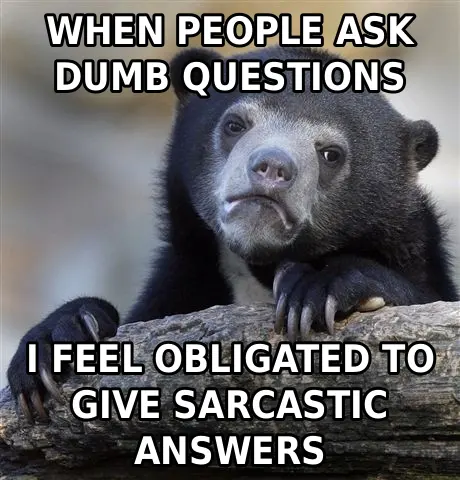 WHEN PEOPLE ASK
DUMB QUESTIONS
I FEEL OBLIGATED TO
GIVE SARCASTIC
ANSWERS